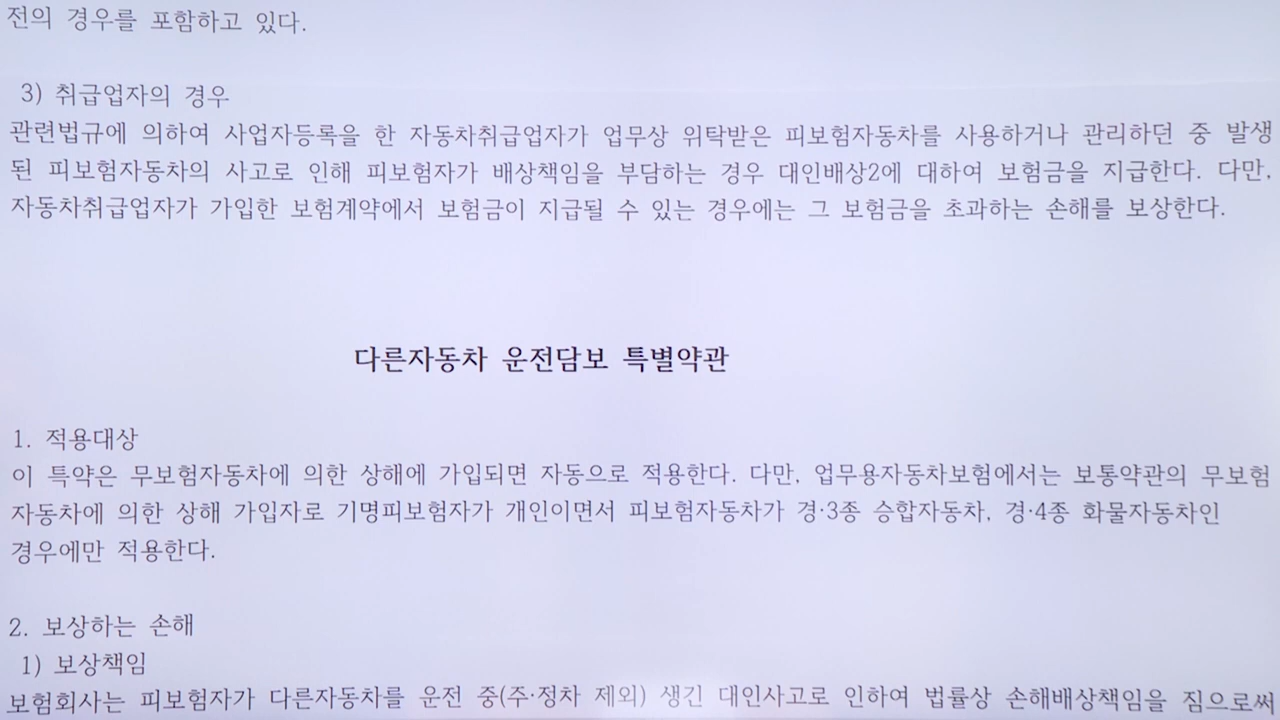 전의 경우를 포함하고 있다.
3) 취급업자의 경우
관련법규에 의하여 사업자등록을 한 자동차취급업자가 업무상 위탁받은 피보험자동차를 사용하거나 관리하던 중 발생
된 피보험자동차의 사고로 인해 피보험자가 배상책임을 부담하는 경우 대인배상2에 대하여 보험금을 지급한다. 다만,
자동차취급업자가 가입한 보험계약에서 보험금이 지급될 수 있는 경우에는 그 보험금을 초과하는 손해를 보상한다.
다른자동차 운전담보 특별약관
1. 적용대상
이 특약은 무보험자동차에 의한 상해에 가입되면 자동으로 적용한다. 다만, 업무용자동차보험에서는 보통약관의 무보험
자동차에 의한 상해 가입자로 기명피보험자가 개인이면서 피보험자동차가 경·3종 승합자동차, 경·4종 화물자동차인
경우에만 적용한다.
2. 보상하는 손해
1) 보상책임
보험회사는 피보험자가 다른자동차를 운전 중(주·정차 제외) 생긴 대인사고로 인하여 법률상 손해배상책임을 짐으로써